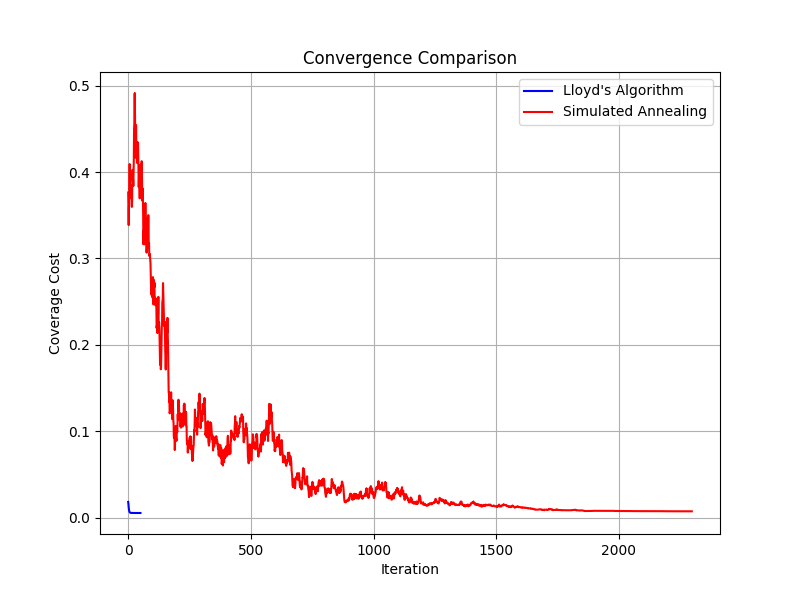 Convergence Comparison
Lloyd's Algorithm
Simulated Annealing
Coverage Cost
0.5
0.4
0.3
0.2
0.1
0.0
0
500
1000
1500
2000
Iteration